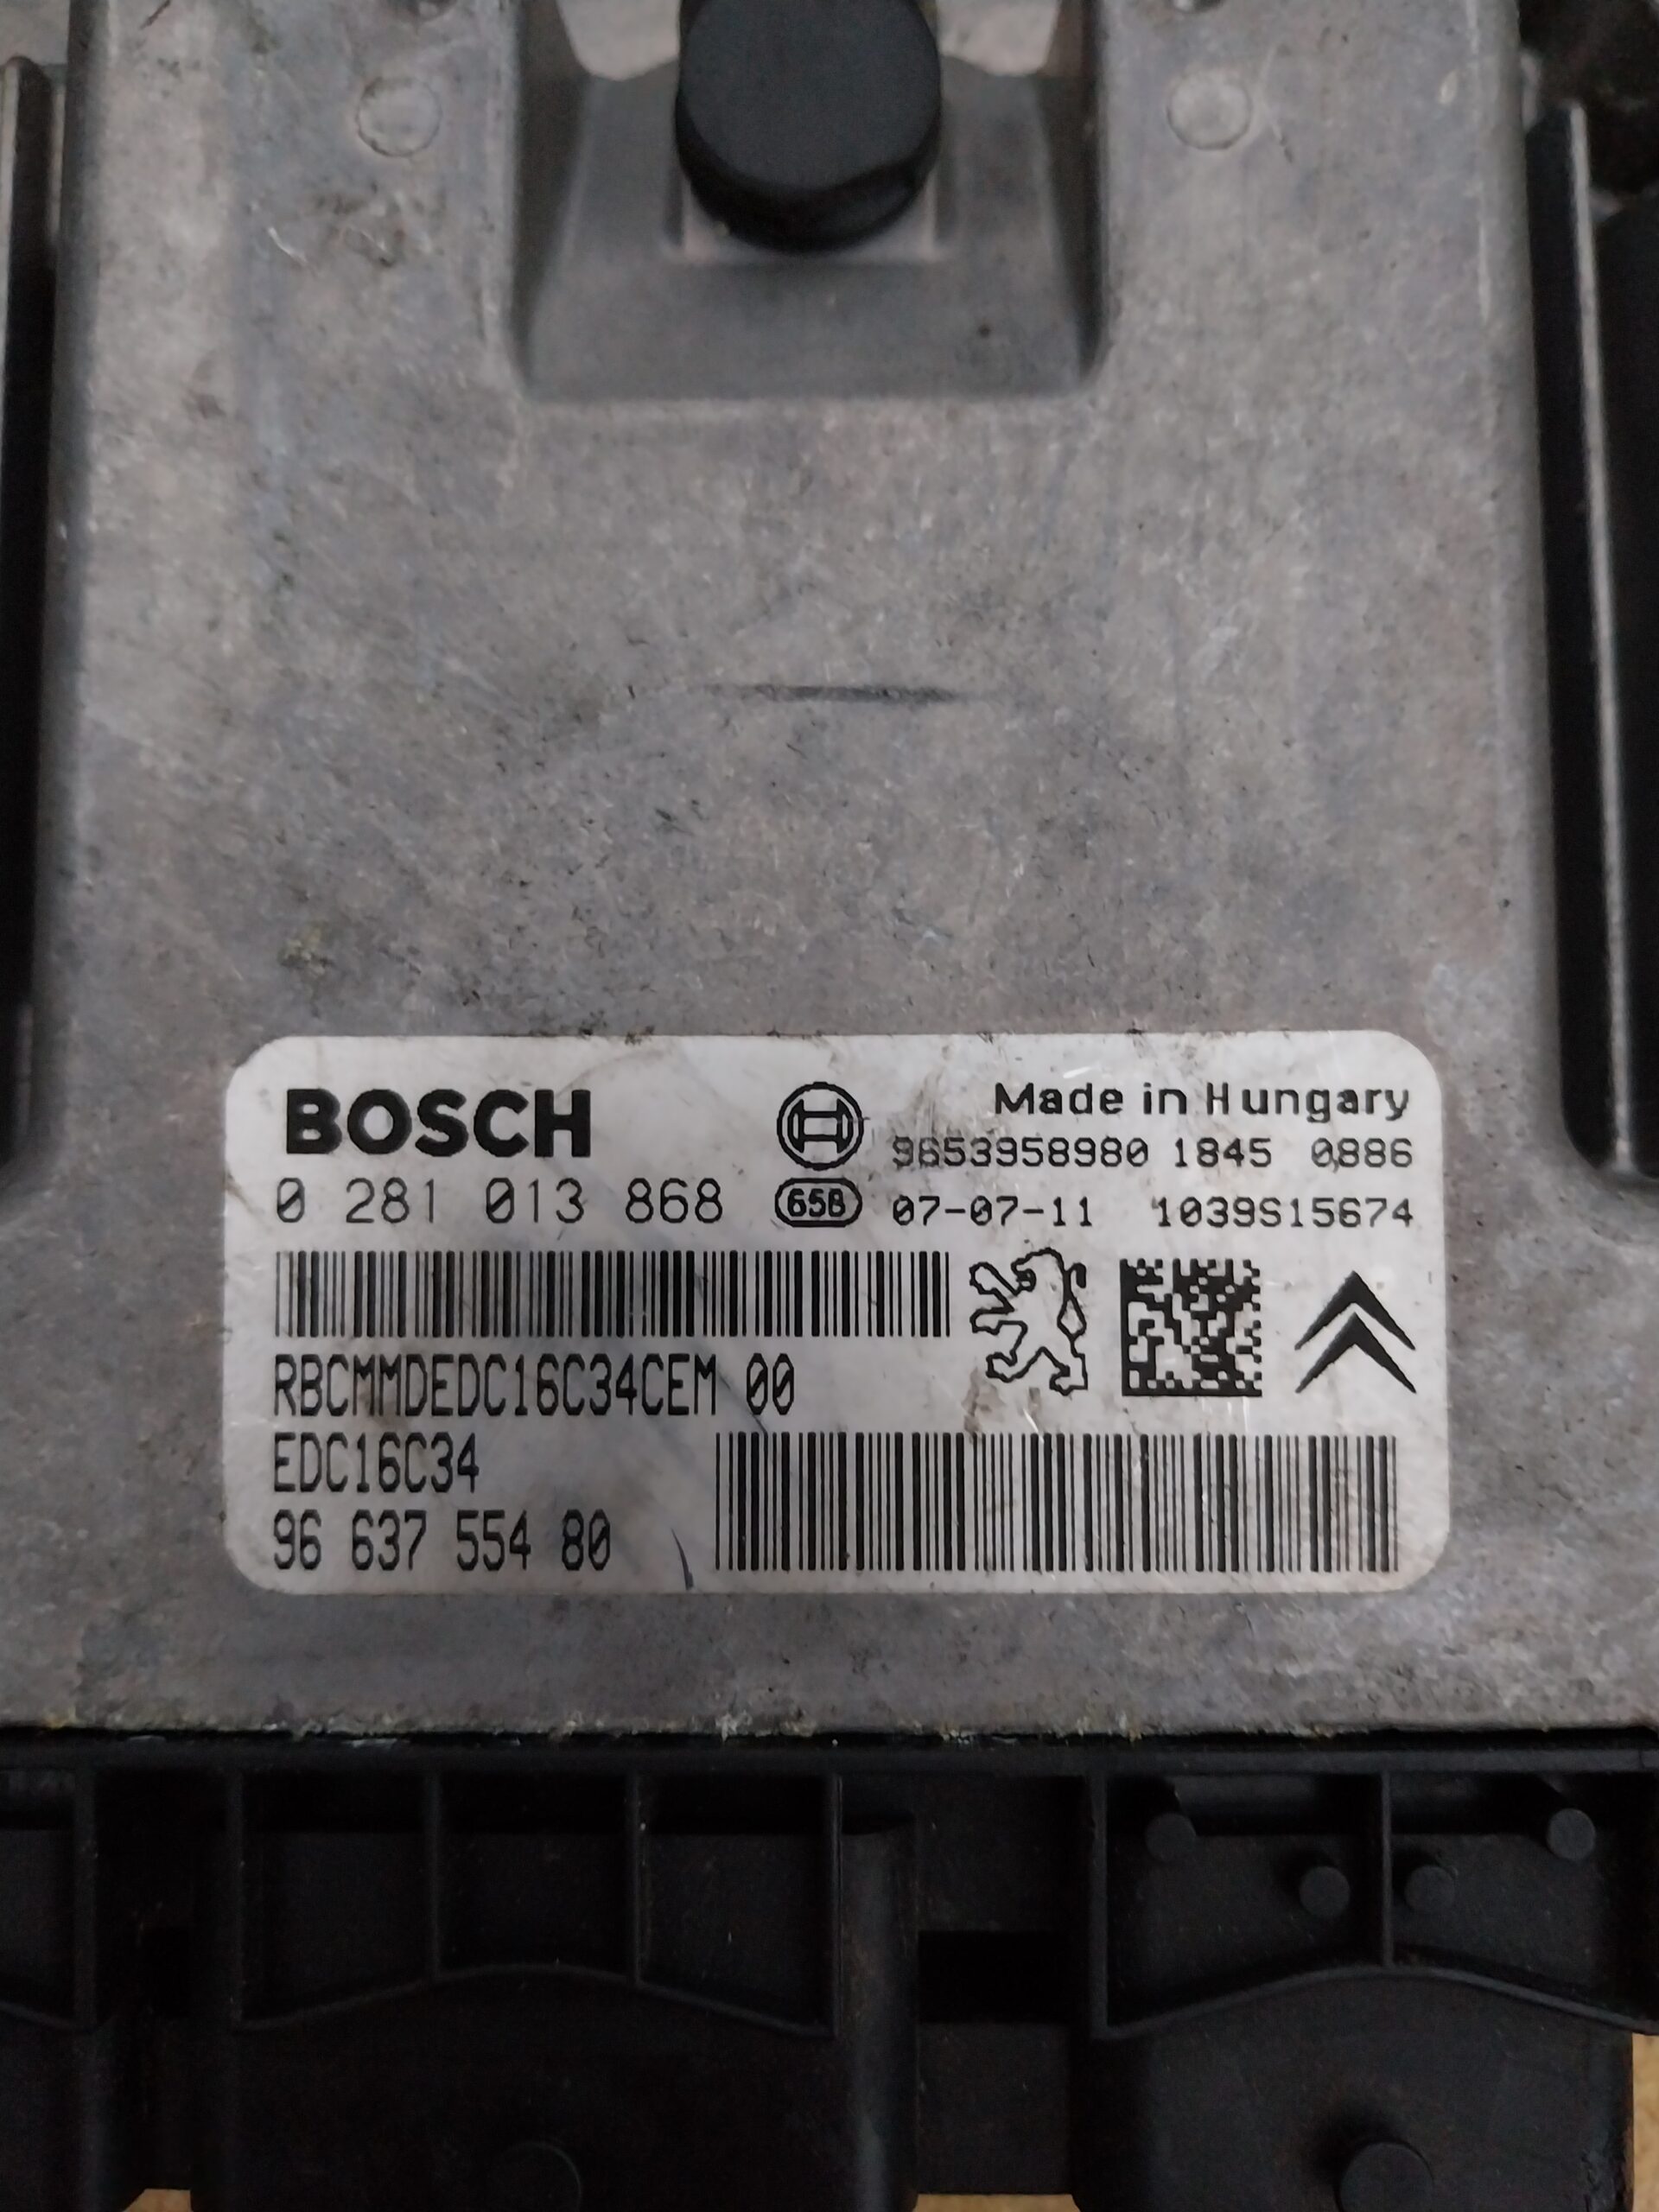 BOSCH
Made in Hungary
9653958980 1845 0886
0 281 013 868
658
07-07-11 1039S15674
RBCMMDEDC16C34CEM 00
EDC16C34
96 637 554 80